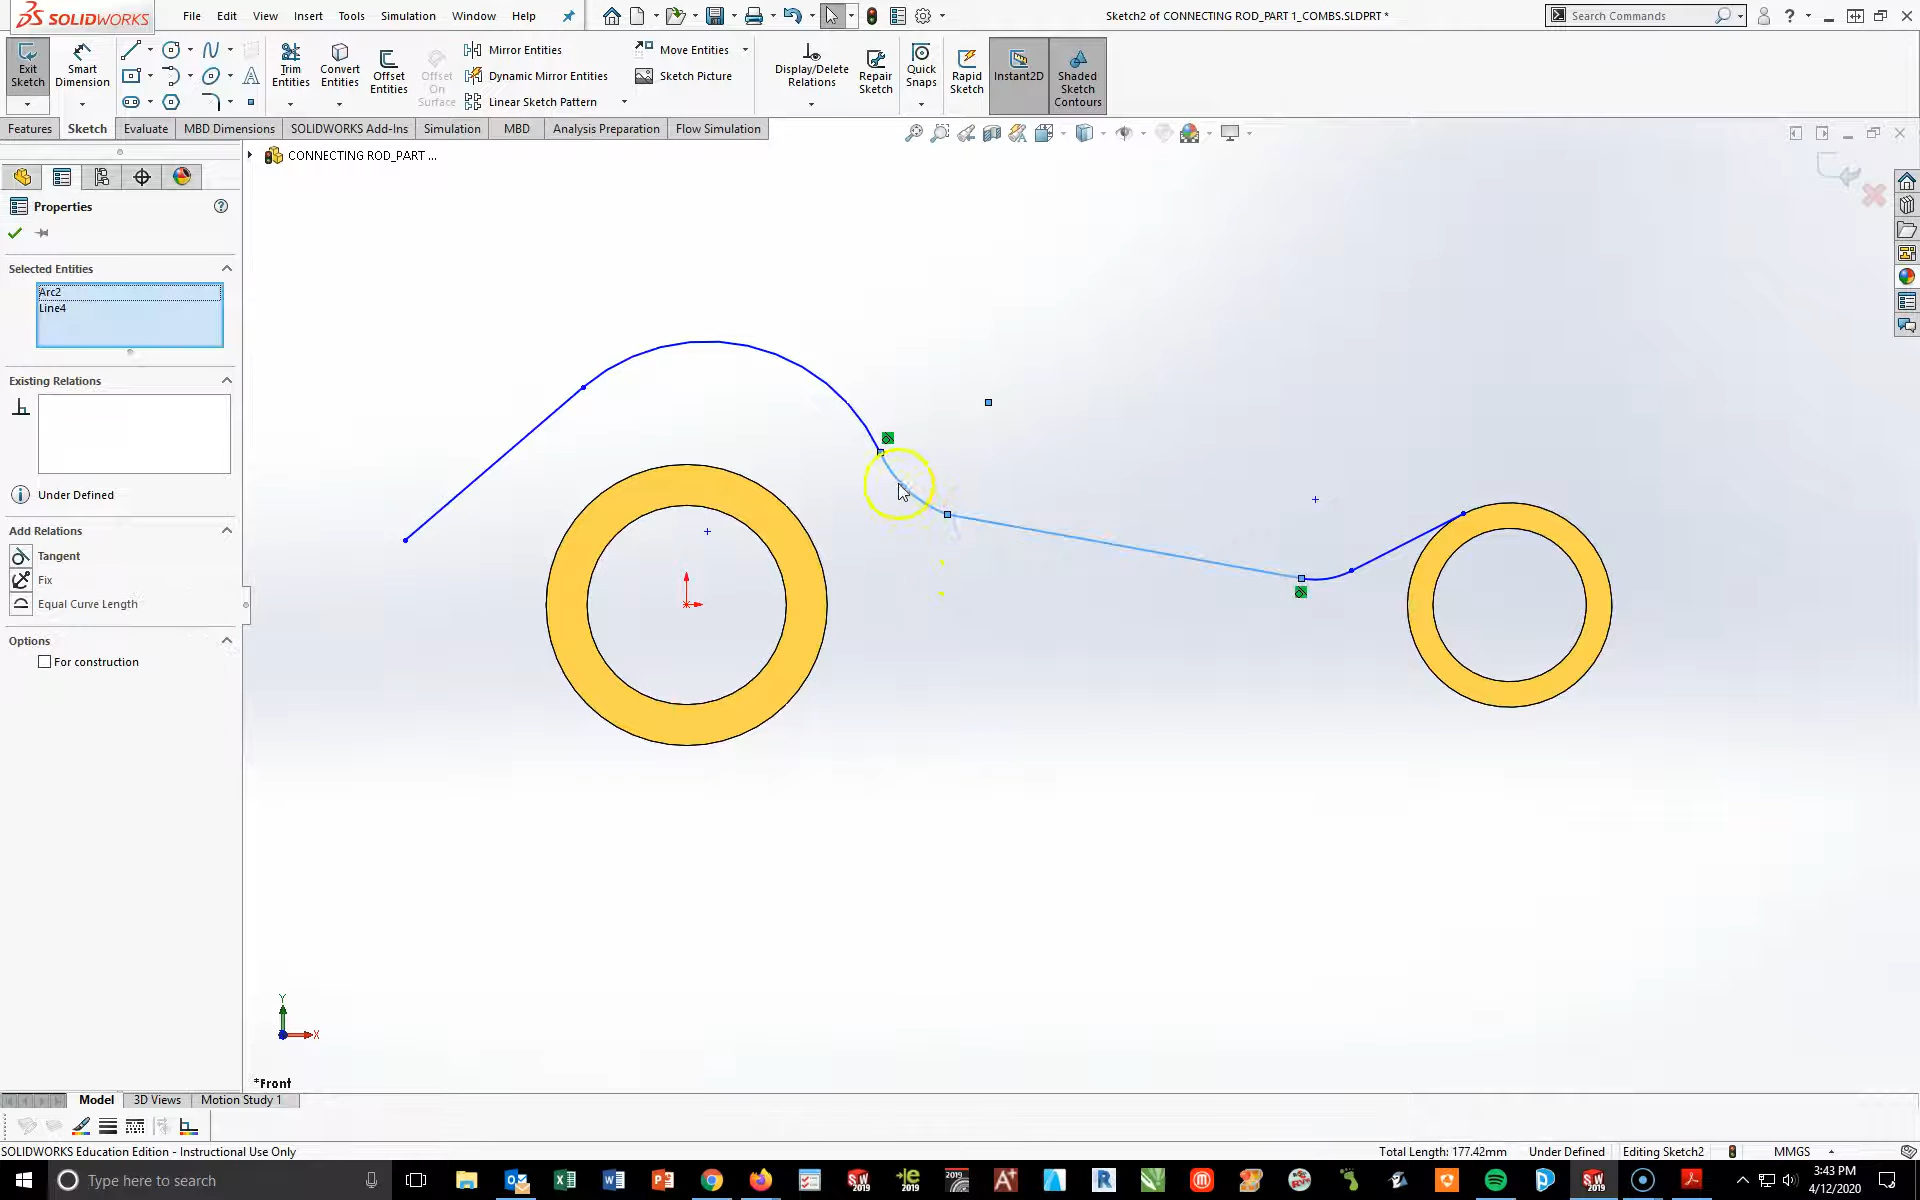 SOLIDWORKS
File Edit View Insert Tools Simulation Window Help
Sketch2 of CONNECTING ROD_PART 1_COMBS.SLDPRT *
Search Commands
Exit Sketch
Smart Dimension
Trim Entities
Convert Entities
Offset Entities
Offset On Surface
Mirror Entities
Dynamic Mirror Entities
Linear Sketch Pattern
Move Entities
Sketch Picture
Display/Delete Relations
Repair Sketch
Quick Snaps
Rapid Sketch
Instant2D
Shaded Sketch Contours
Features Sketch Evaluate MBD Dimensions SOLIDWORKS Add-Ins Simulation MBD Analysis Preparation Flow Simulation
CONNECTING ROD_PART ...
Properties
Selected Entities
Arc2
Line4
Existing Relations
Under Defined
Add Relations
Tangent
Fix
Equal Curve Length
Options
For construction
Y
X
*Front
Model 3D Views Motion Study 1
SOLIDWORKS Education Edition - Instructional Use Only
Total Length: 177.42mm Under Defined Editing Sketch2 MMGS
Type here to search
3:43 PM
4/12/2020